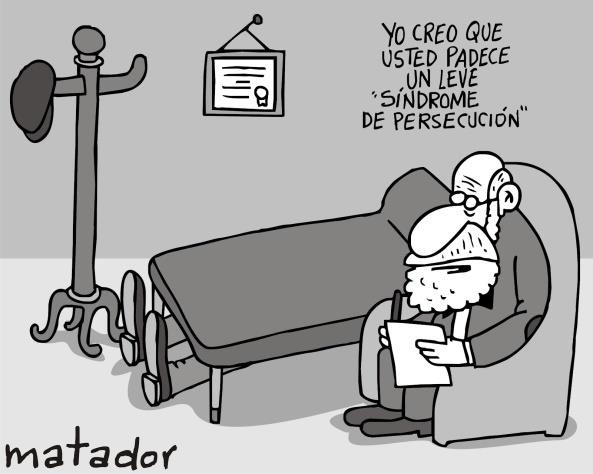 YO CREO QUE
USTED PADECE
UN LEVE
"SÍNDROME
DE PERSECUCIÓN"
matador